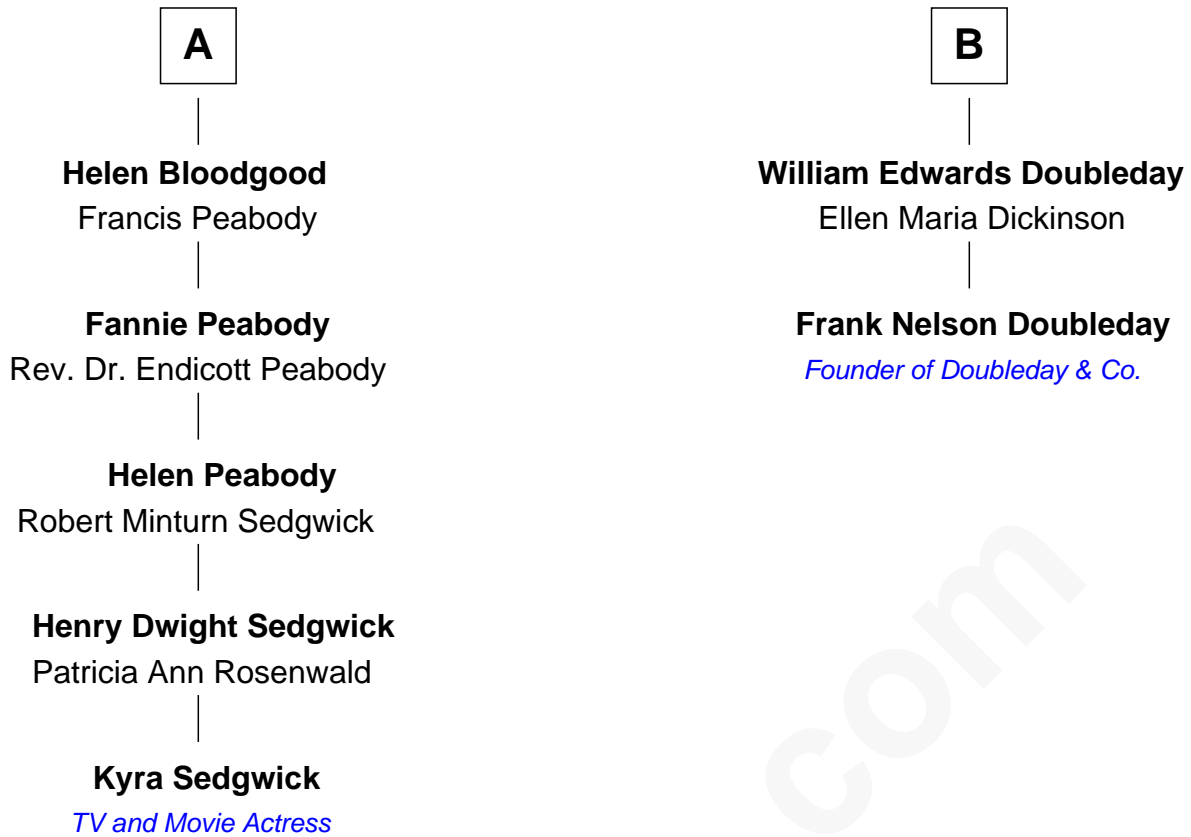 A
Helen Bloodgood
Francis Peabody
Fannie Peabody
Rev. Dr. Endicott Peabody
Helen Peabody
Robert Minturn Sedgwick
Henry Dwight Sedgwick
Patricia Ann Rosenwald
Kyra Sedgwick
TV and Movie Actress
B
William Edwards Doubleday
Ellen Maria Dickinson
Frank Nelson Doubleday
Founder of Doubleday & Co.
com